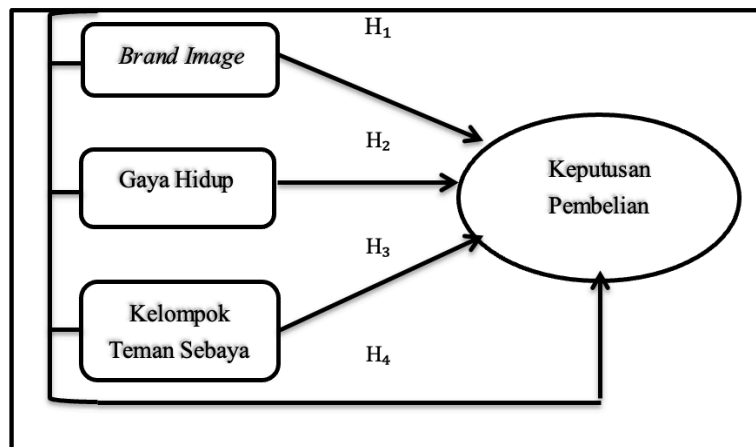 H₁
Brand Image
H₂
Gaya Hidup
Keputusan
Pembelian
H₃
Kelompok
Teman Sebaya
H₄